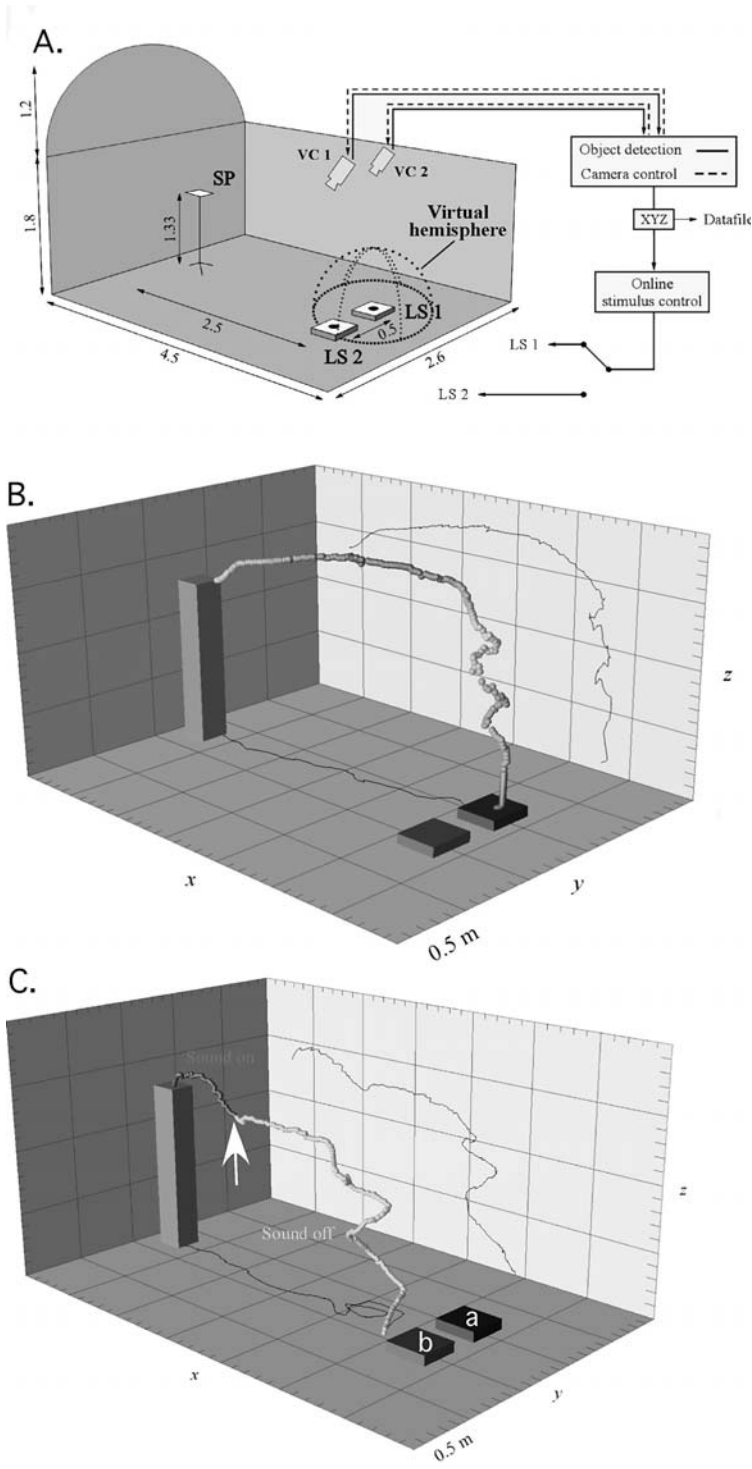 A.
1.2
1.8
SP
1.33
VC 1
VC 2
Virtual
hemisphere
LS 1
LS 2
0.5
2.5
4.5
2.6
Object detection
Camera control
XYZ
Datafile
Online
stimulus control
LS 1
LS 2
B.
z
x
y
0.5 m
C.
Sound on
Sound off
z
a
b
x
y
0.5 m